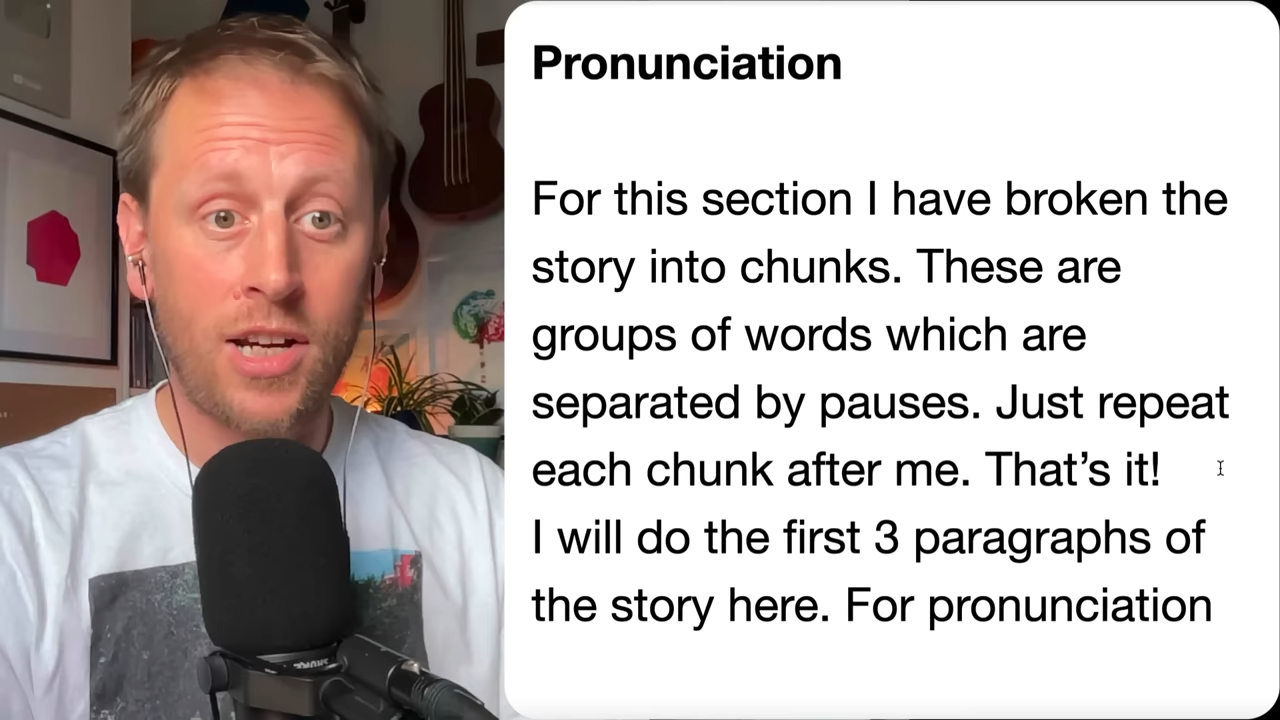 Pronunciation
For this section I have broken the
story into chunks. These are
groups of words which are
separated by pauses. Just repeat
each chunk after me. That’s it!
I will do the first 3 paragraphs of
the story here. For pronunciation